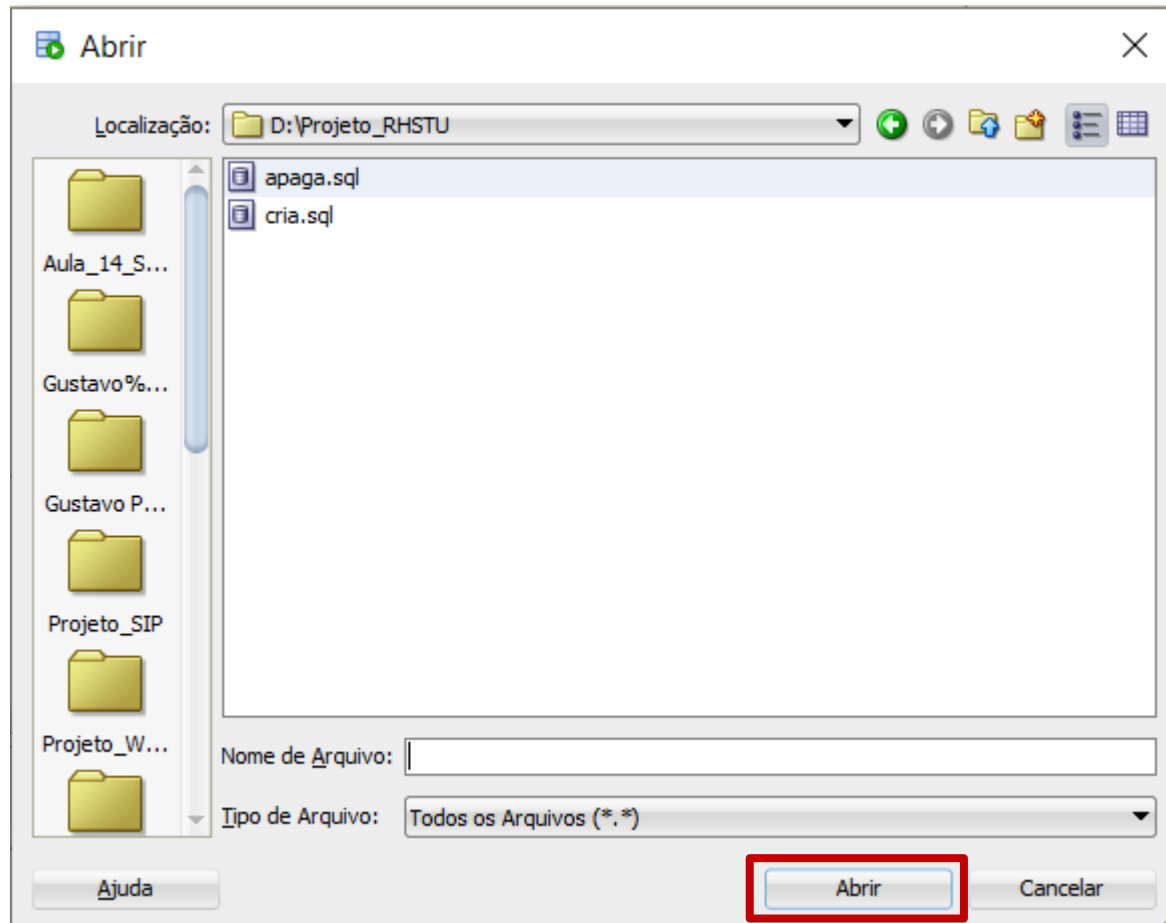 Abrir
Localização: D:\Projeto_RHSTU
Aula_14_S...
Gustavo%...
Gustavo P...
Projeto_SIP
Projeto_W...
apaga.sql
cria.sql
Nome de Arquivo:
Tipo de Arquivo: Todos os Arquivos (*.*)
Ajuda Abrir Cancelar